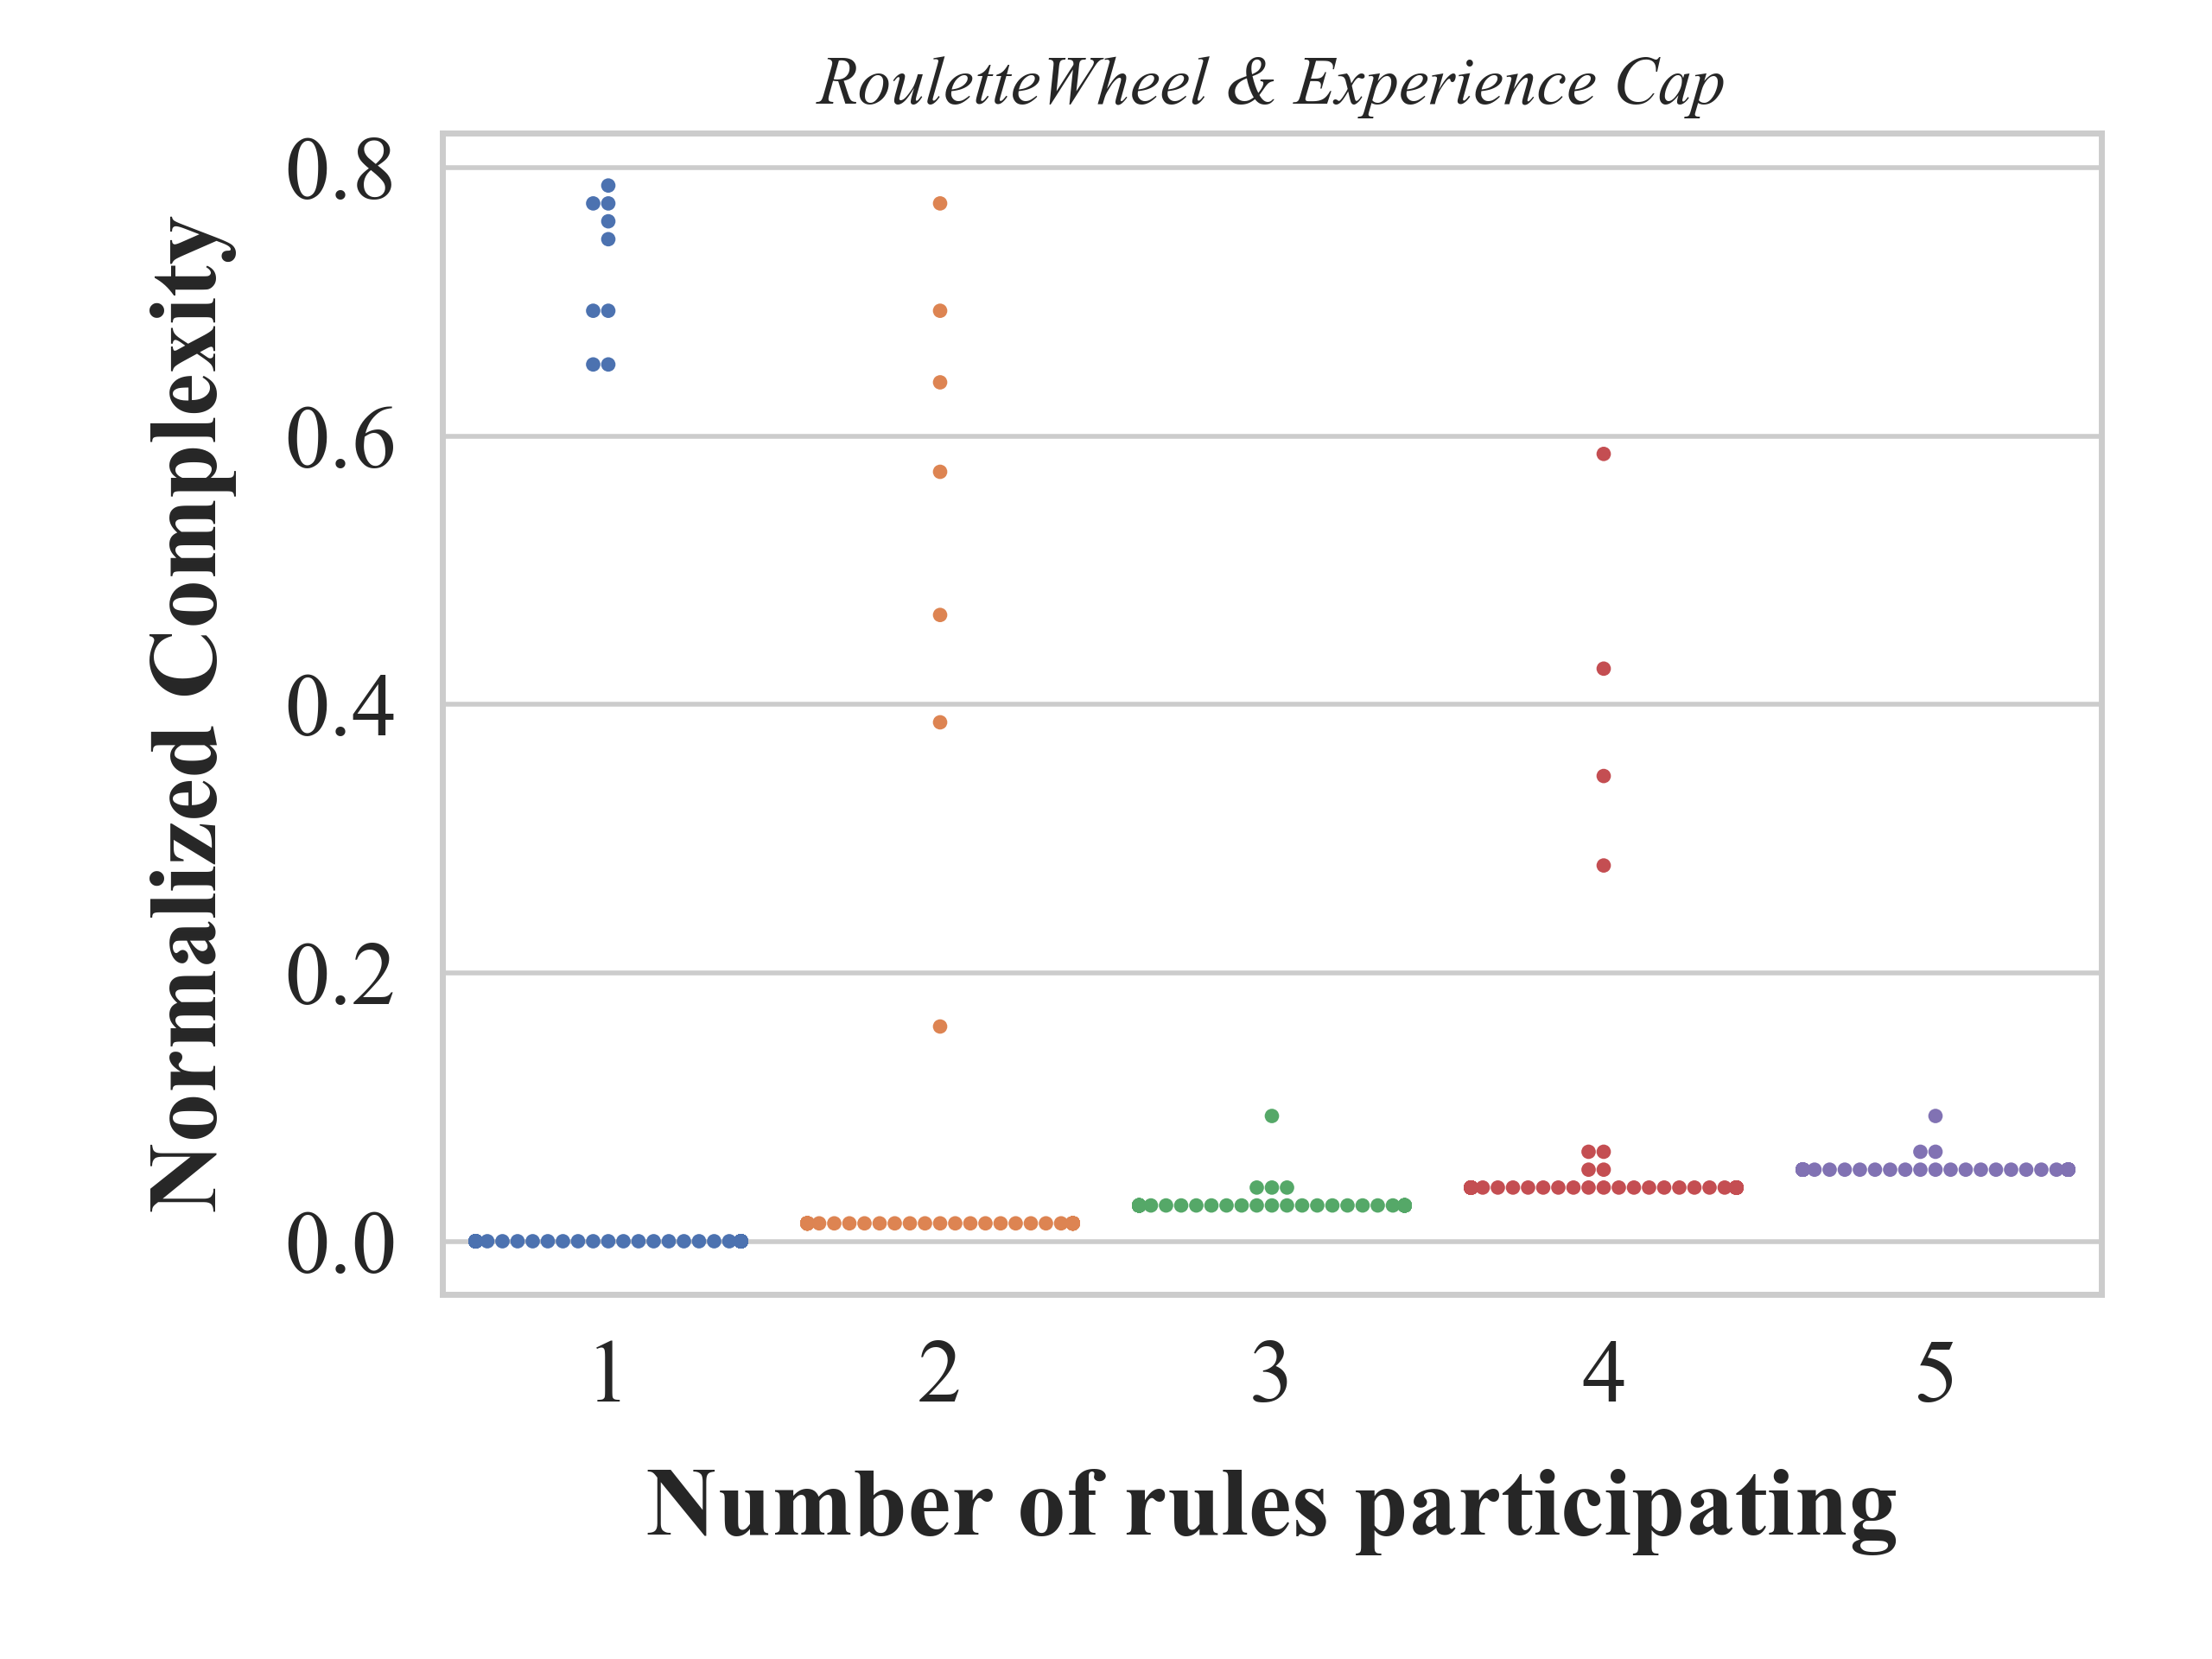 RouletteWheel & Experience Cap
Normalized Complexity
0.8
0.6
0.4
0.2
0.0
1 2 3 4 5
Number of rules participating